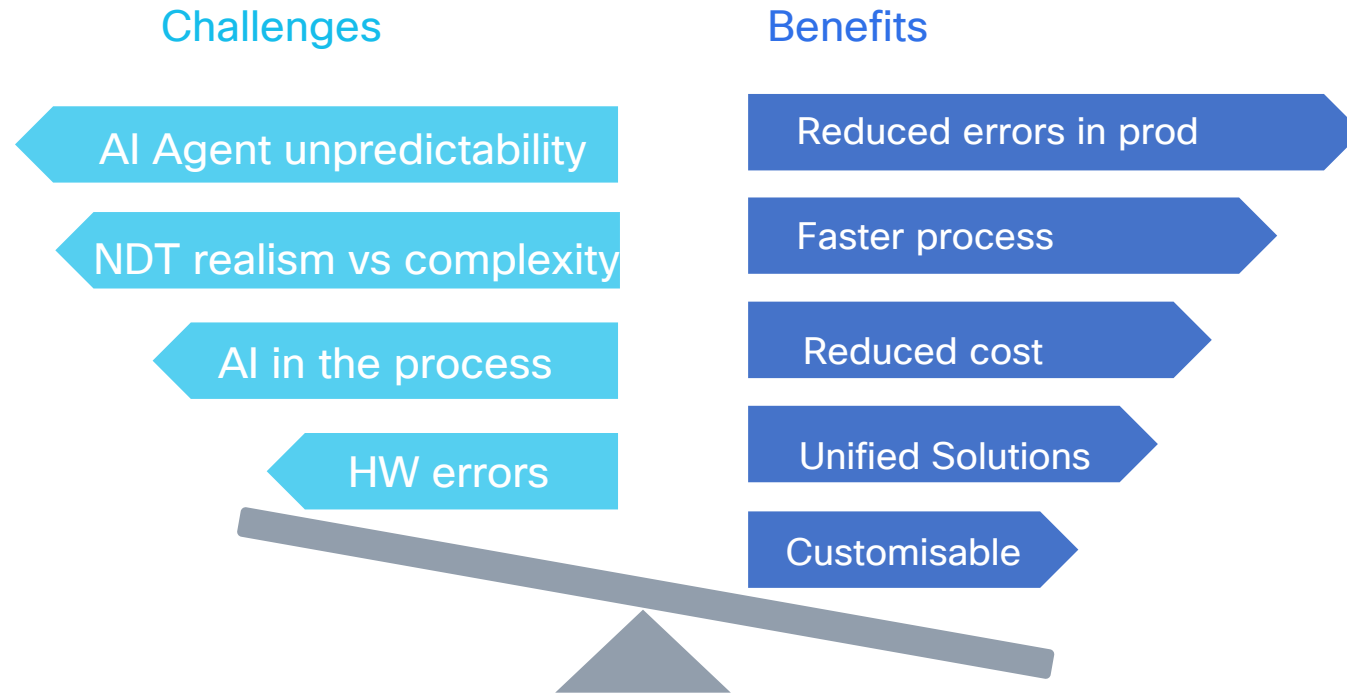 Challenges
AI Agent unpredictability
NDT realism vs complexity
AI in the process
HW errors
Benefits
Reduced errors in prod
Faster process
Reduced cost
Unified Solutions
Customisable